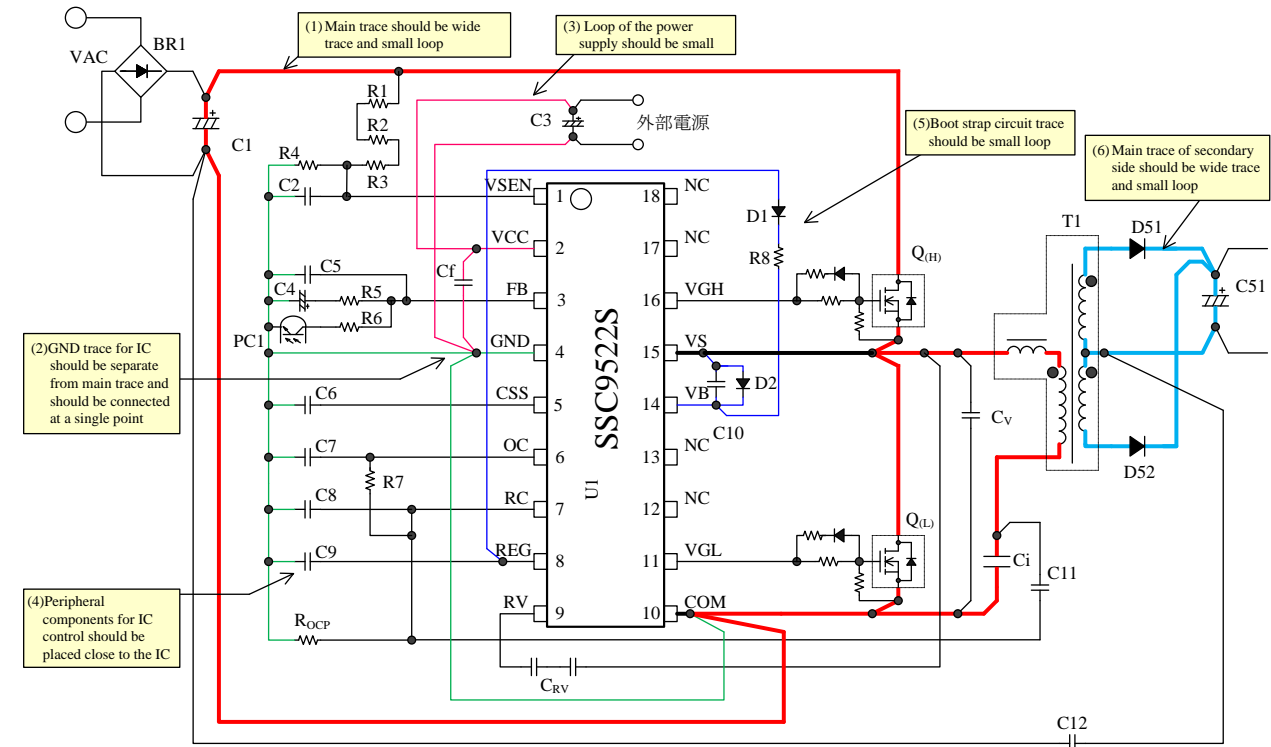 (1) Main trace should be wide
trace and small loop
(3) Loop of the power
supply should be small
BR1
VAC
C1
R1
R2
R3
R4
C2
C3
外部電源
(5) Boot strap circuit trace
should be small loop
(6) Main trace of secondary
side should be wide trace
and small loop
VSEN
1
18
NC
VCC
2
17
NC
D1
R8
T1
D51
C5
C4
R5
R6
PC1
Cf
FB
3
16
VGH
Q(H)
C51
(2)GND trace for IC
should be separate
from main trace and
should be connected
at a single point
GND
4
15
VS
C6
CSS
5
14
VB
D2
C10
CV
C7
OC
6
13
NC
D52
R7
C8
RC
7
12
NC
C9
REG
8
11
VGL
Q(L)
Ci
C11
RV
9
10
COM
SSC9522S
U1
(4)Peripheral
components for IC
control should be
placed close to the IC
ROCP
CRV
C12